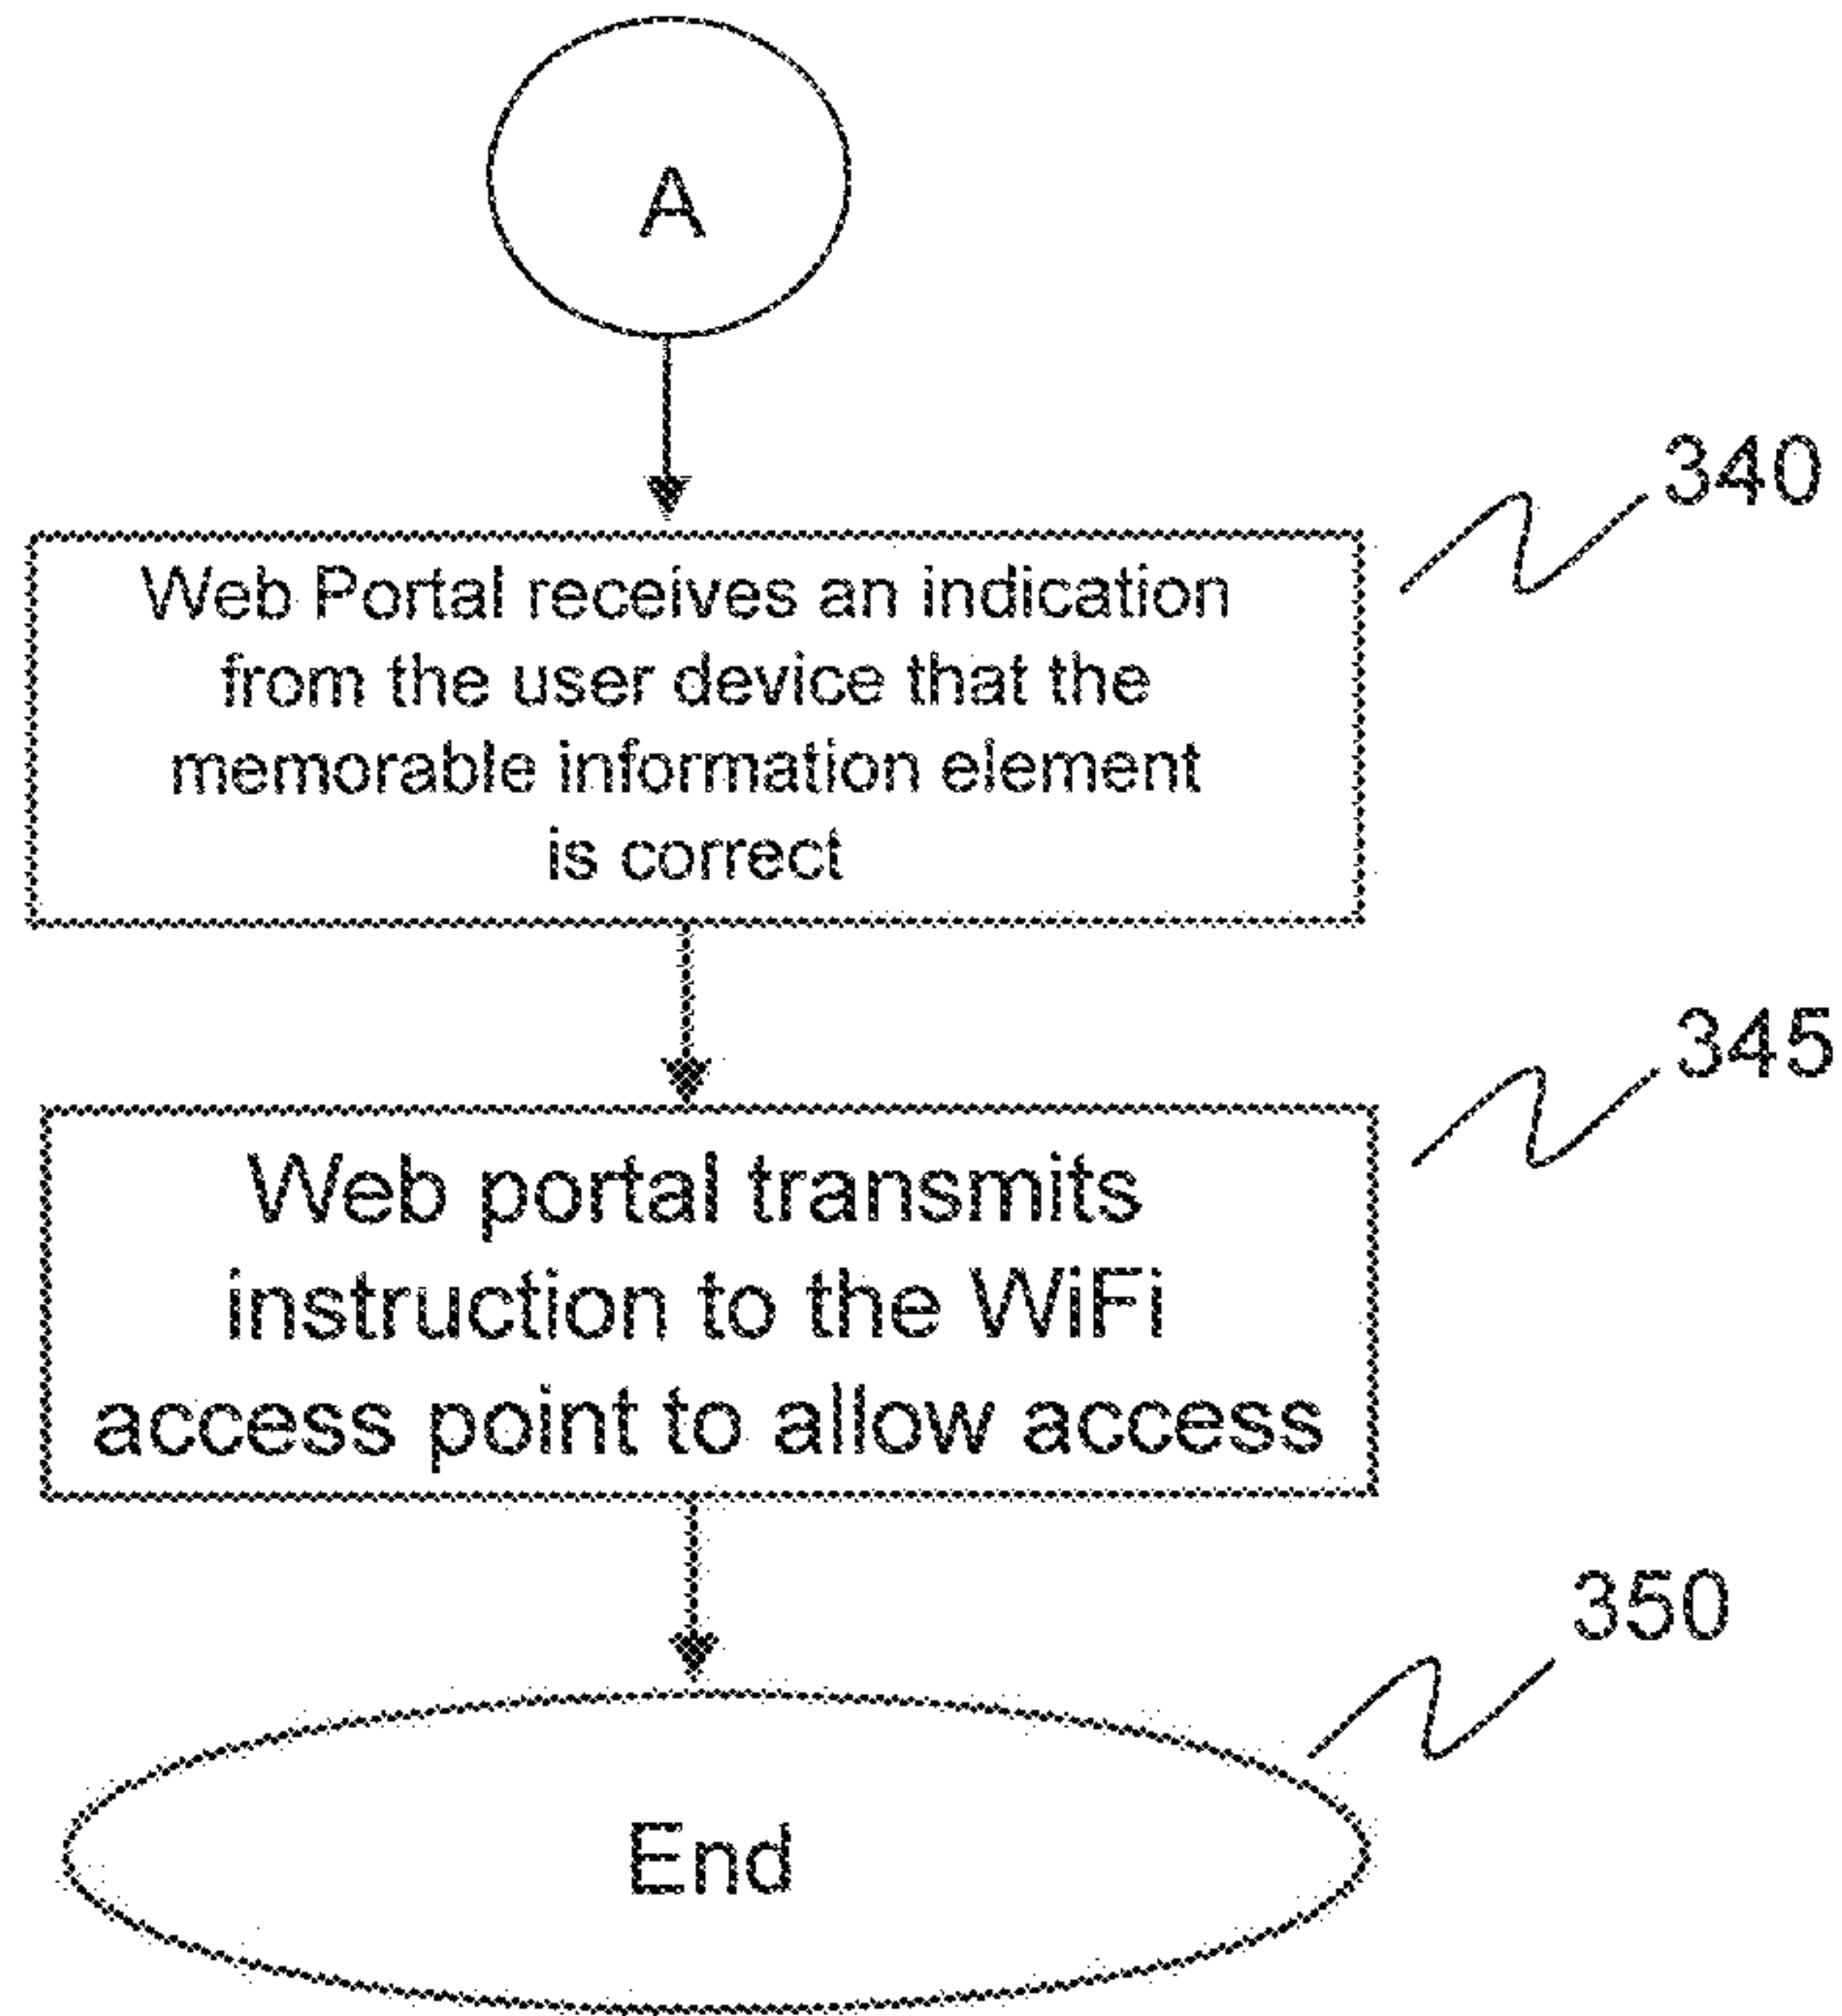 A
340
Web Portal receives an indication
from the user device that the
memorable information element
is correct
345
Web portal transmits
instruction to the WiFi
access point to allow access
350
End